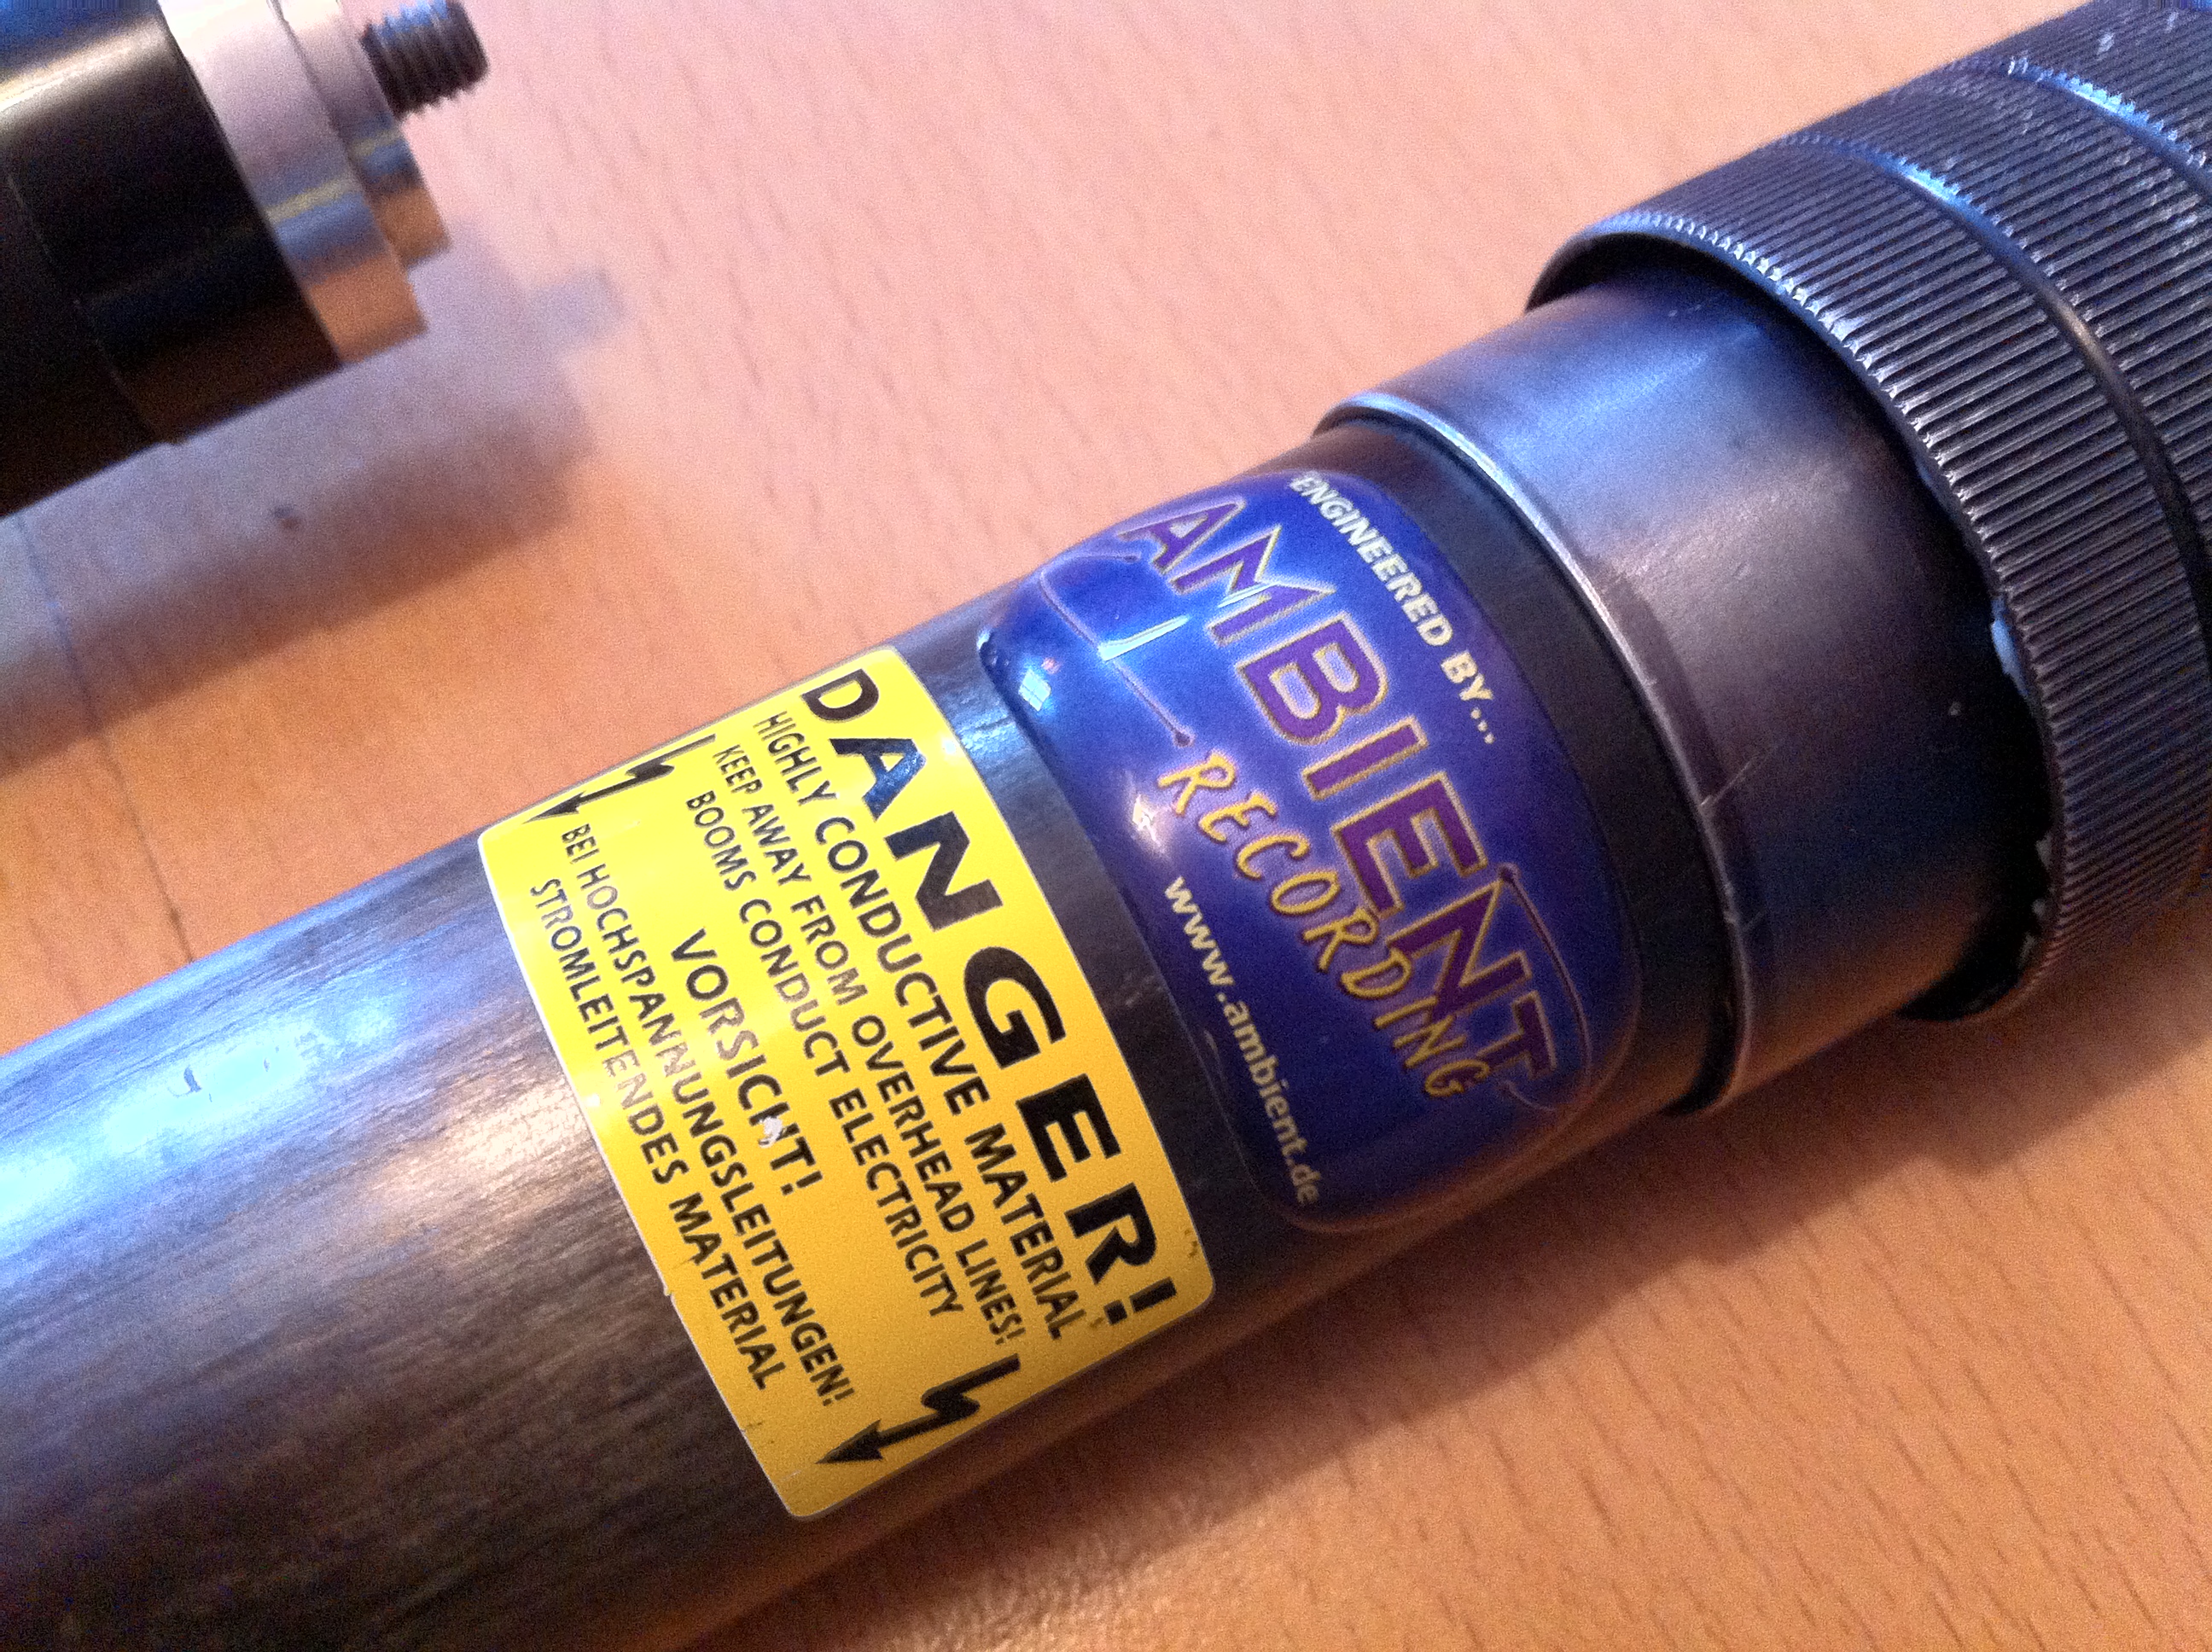 DANGER!
HIGHLY CONDUCTIVE MATERIAL
KEEP AWAY FROM OVERHEAD LINES!
BOOMS CONDUCT ELECTRICITY
VORSICHT!
BEI HOCHSPANNUNGSLEITUNGEN!
STROMLEITENDES MATERIAL
ENGINEERED BY...
AMBIENT
RECORDING
www.ambient.de